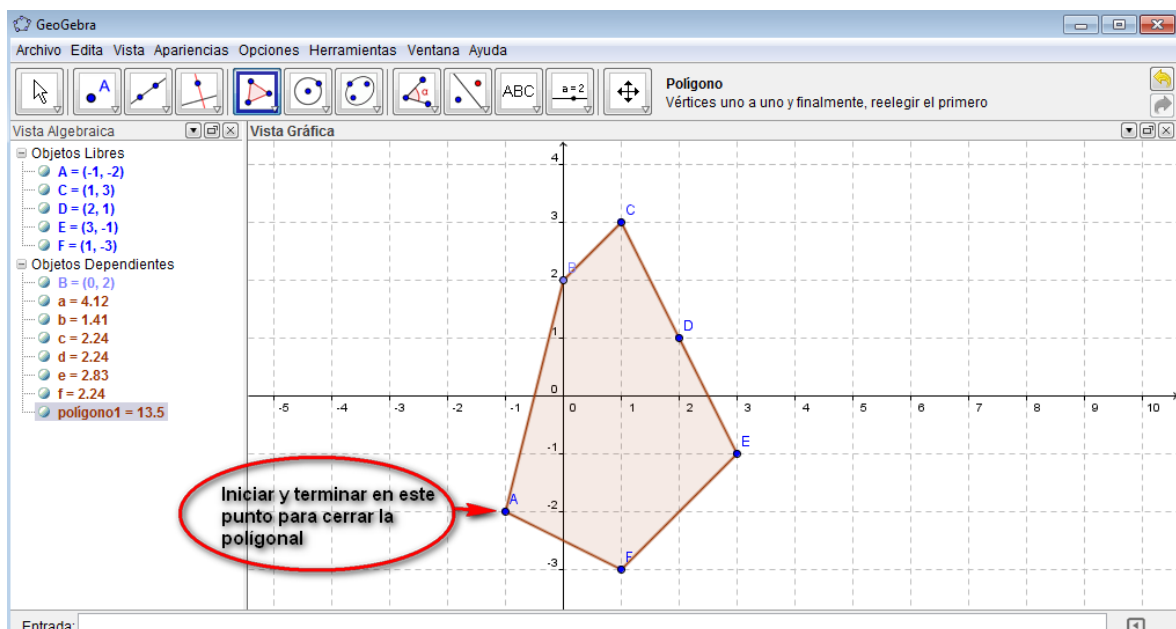 GeoGebra
Archivo Edita Vista Apariencias Opciones Herramientas Ventana Ayuda
A
α
ABC
a = 2
Polígono
Vértices uno a uno y finalmente, reelegir el primero
Vista Algebraica
Objetos Libres
A = (-1, -2)
C = (1, 3)
D = (2, 1)
E = (3, -1)
F = (1, -3)
Objetos Dependientes
B = (0, 2)
a = 4.12
b = 1.41
c = 2.24
d = 2.24
e = 2.83
f = 2.24
polígono1 = 13.5
Vista Gráfica
4
3
2
1
0
-1
-2
-3
-5 -4 -3 -2 -1 0 1 2 3 4 5 6 7 8 9 10
C
B
D
E
A
F
Iniciar y terminar en este
punto para cerrar la
polígonal
Entrada: